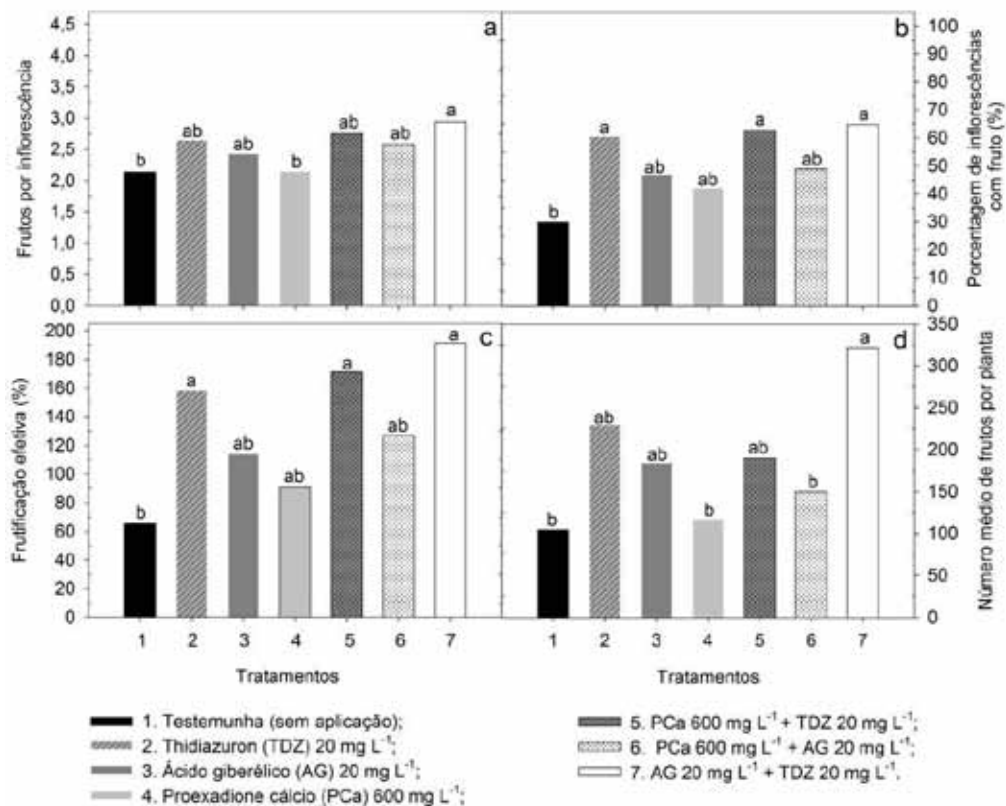 a
4,5
4,0
3,5
3,0
2,5
2,0
1,5
1,0
0,5
0,0
Frutos por inflorescência
b
ab
ab
b
ab
ab
a
b
100
90
80
70
60
50
40
30
20
10
0
Porcentagem de inflorescências
com fruto (%)
b
a
ab
ab
a
ab
a
c
200
180
160
140
120
100
80
60
40
20
0
Frutificação efetiva (%)
b
a
ab
ab
a
ab
a
1 2 3 4 5 6 7
Tratamentos
d
350
300
250
200
150
100
50
0
Número médio de frutos por planta
b
ab
ab
b
ab
b
a
1 2 3 4 5 6 7
Tratamentos
1. Testemunha (sem aplicação);
2. Thidiazuron (TDZ) 20 mg L⁻¹;
3. Ácido giberélico (AG) 20 mg L⁻¹;
4. Proexadione cálcio (PCa) 600 mg L⁻¹;
5. PCa 600 mg L⁻¹ + TDZ 20 mg L⁻¹;
6. PCa 600 mg L⁻¹ + AG 20 mg L⁻¹;
7. AG 20 mg L⁻¹ + TDZ 20 mg L⁻¹.